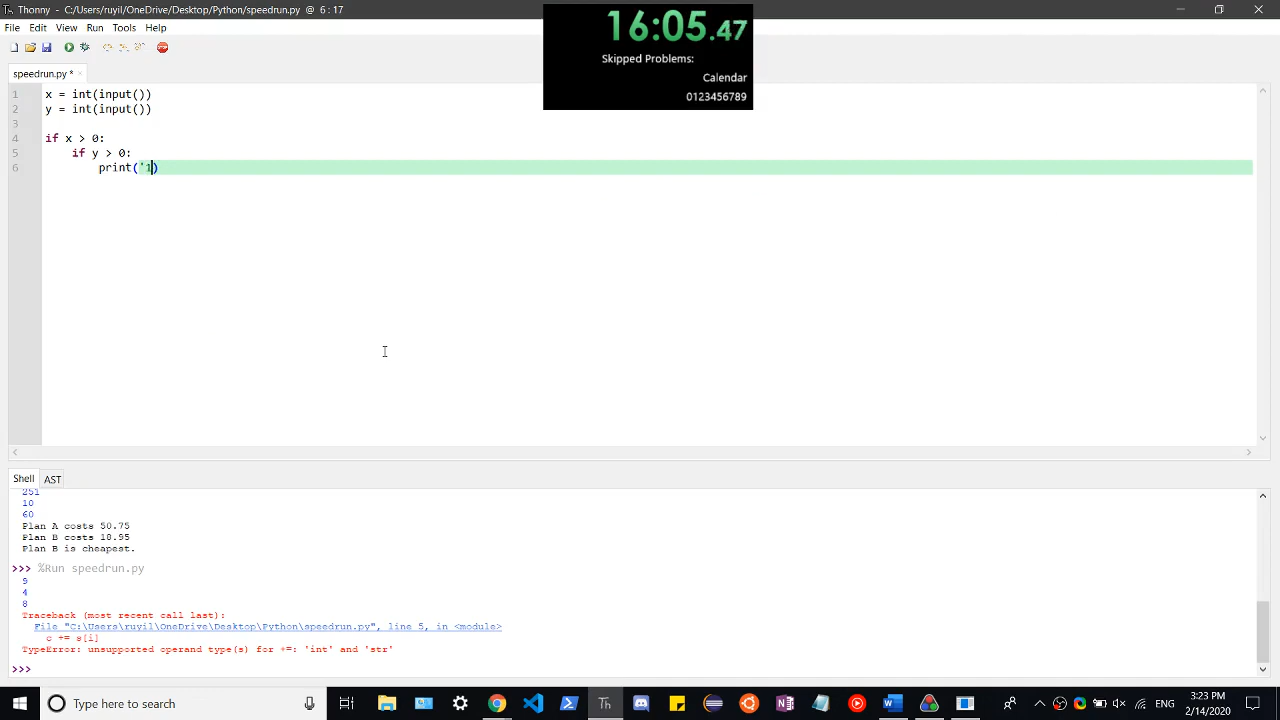 Thonny - C:/Users/ruyil/OneDrive/Desktop/Python/speedrun.py @ 6 : 17
File Edit View Run Tools Help
16:05.47
Skipped Problems:
Calendar
0123456789
speedrun.py *
x = int(input())
y = int(input())
4 if x > 0:
5 if y > 0:
6 print('1)
Shell AST
251
10
60
Plan A costs 50.75
Plan B costs 18.95
Plan B is cheapest.
>>> %Run speedrun.py
9
4
8
Traceback (most recent call last):
File "C:\Users\ruyil\OneDrive\Desktop\Python\speedrun.py", line 5, in <module>
c += s[i]
TypeError: unsupported operand type(s) for +=: 'int' and 'str'
>>>
Type here to search
Th
ENG
3:23 PM
2/14/2020